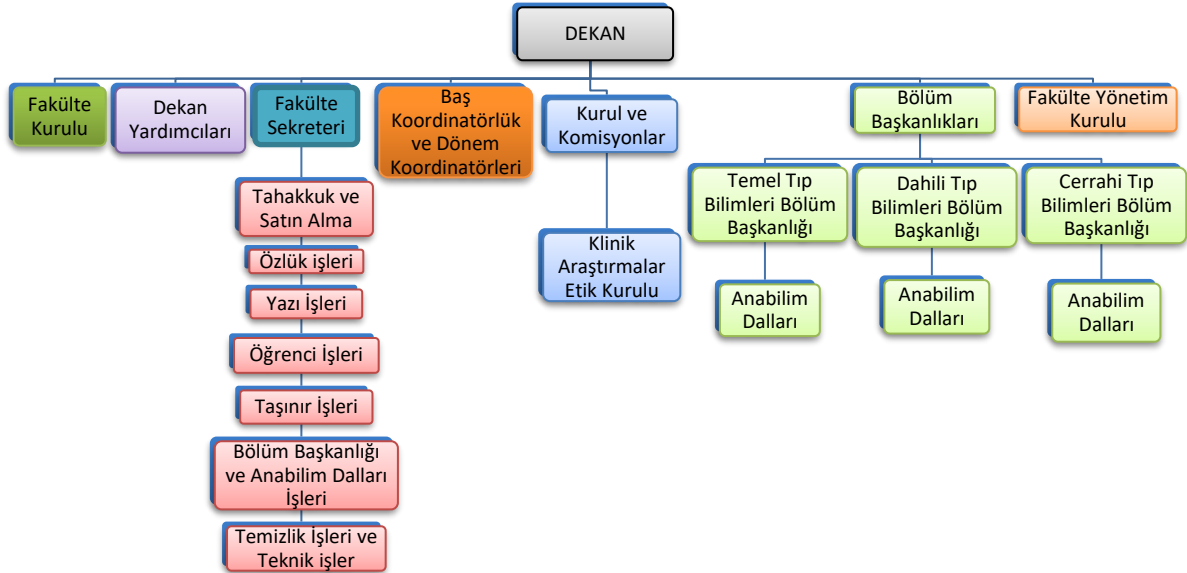 DEKAN
Fakülte
Kurulu
Dekan
Yardımcıları
Fakülte
Sekreteri
Baş
Koordinatörlük
ve Dönem
Koordinatörleri
Kurul ve
Komisyonlar
Bölüm
Başkanlıkları
Fakülte Yönetim
Kurulu
Tahakkuk ve
Satın Alma
Özlük işleri
Yazı İşleri
Öğrenci İşleri
Taşınır İşleri
Bölüm Başkanlığı
ve Anabilim Dalları
İşleri
Temizlik İşleri ve
Teknik işler
Klinik
Araştırmalar
Etik Kurulu
Temel Tıp
Bilimleri Bölüm
Başkanlığı
Anabilim
Dalları
Dahili Tıp
Bilimleri Bölüm
Başkanlığı
Anabilim
Dalları
Cerrahi Tıp
Bilimleri Bölüm
Başkanlığı
Anabilim
Dalları